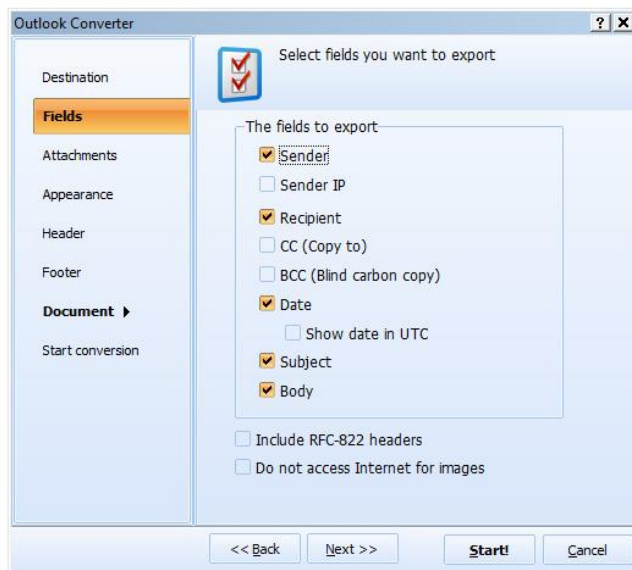 Outlook Converter
? X
Select fields you want to export
Destination
Fields
Attachments
Appearance
Header
Footer
Document
Start conversion
The fields to export
Sender
Sender IP
Recipient
CC (Copy to)
BCC (Blind carbon copy)
Date
Show date in UTC
Subject
Body
Include RFC-822 headers
Do not access Internet for images
<< Back
Next >>
Start!
Cancel